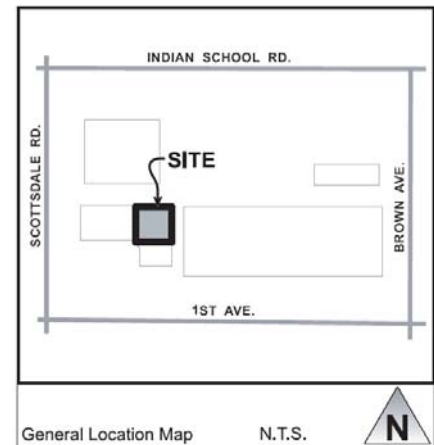 INDIAN SCHOOL RD.
SCOTTSDALE RD.
SITE
BROWN AVE.
1ST AVE.
General Location Map N.T.S. N